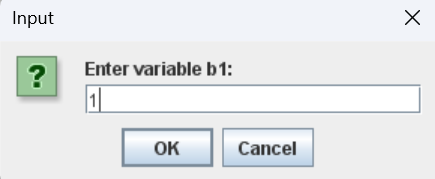 Input
?
Enter variable b1:
1
OK
Cancel